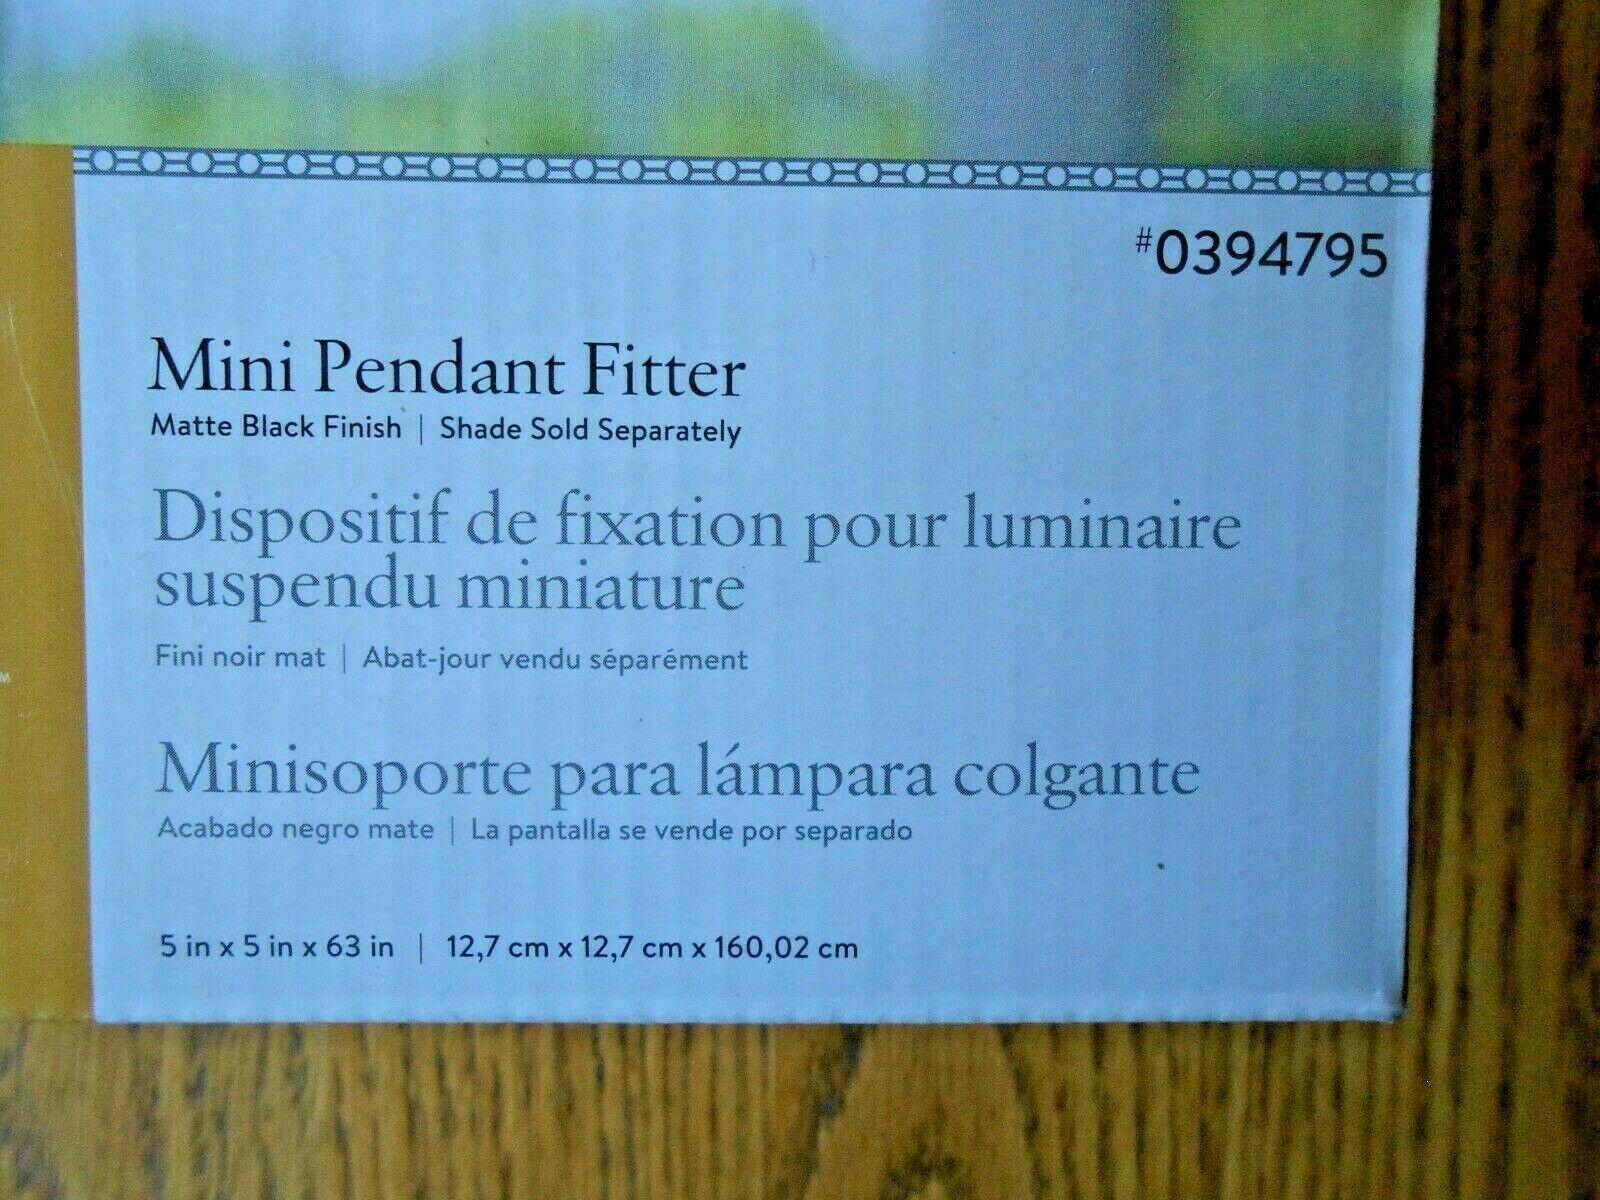 #0394795
Mini Pendant Fitter
Matte Black Finish | Shade Sold Separately
Dispositif de fixation pour luminaire
suspendu miniature
Fini noir mat | Abat-jour vendu séparément
Minisoporte para lámpara colgante
Acabado negro mate | La pantalla se vende por separado
5 in x 5 in x 63 in | 12,7 cm x 12,7 cm x 160,02 cm